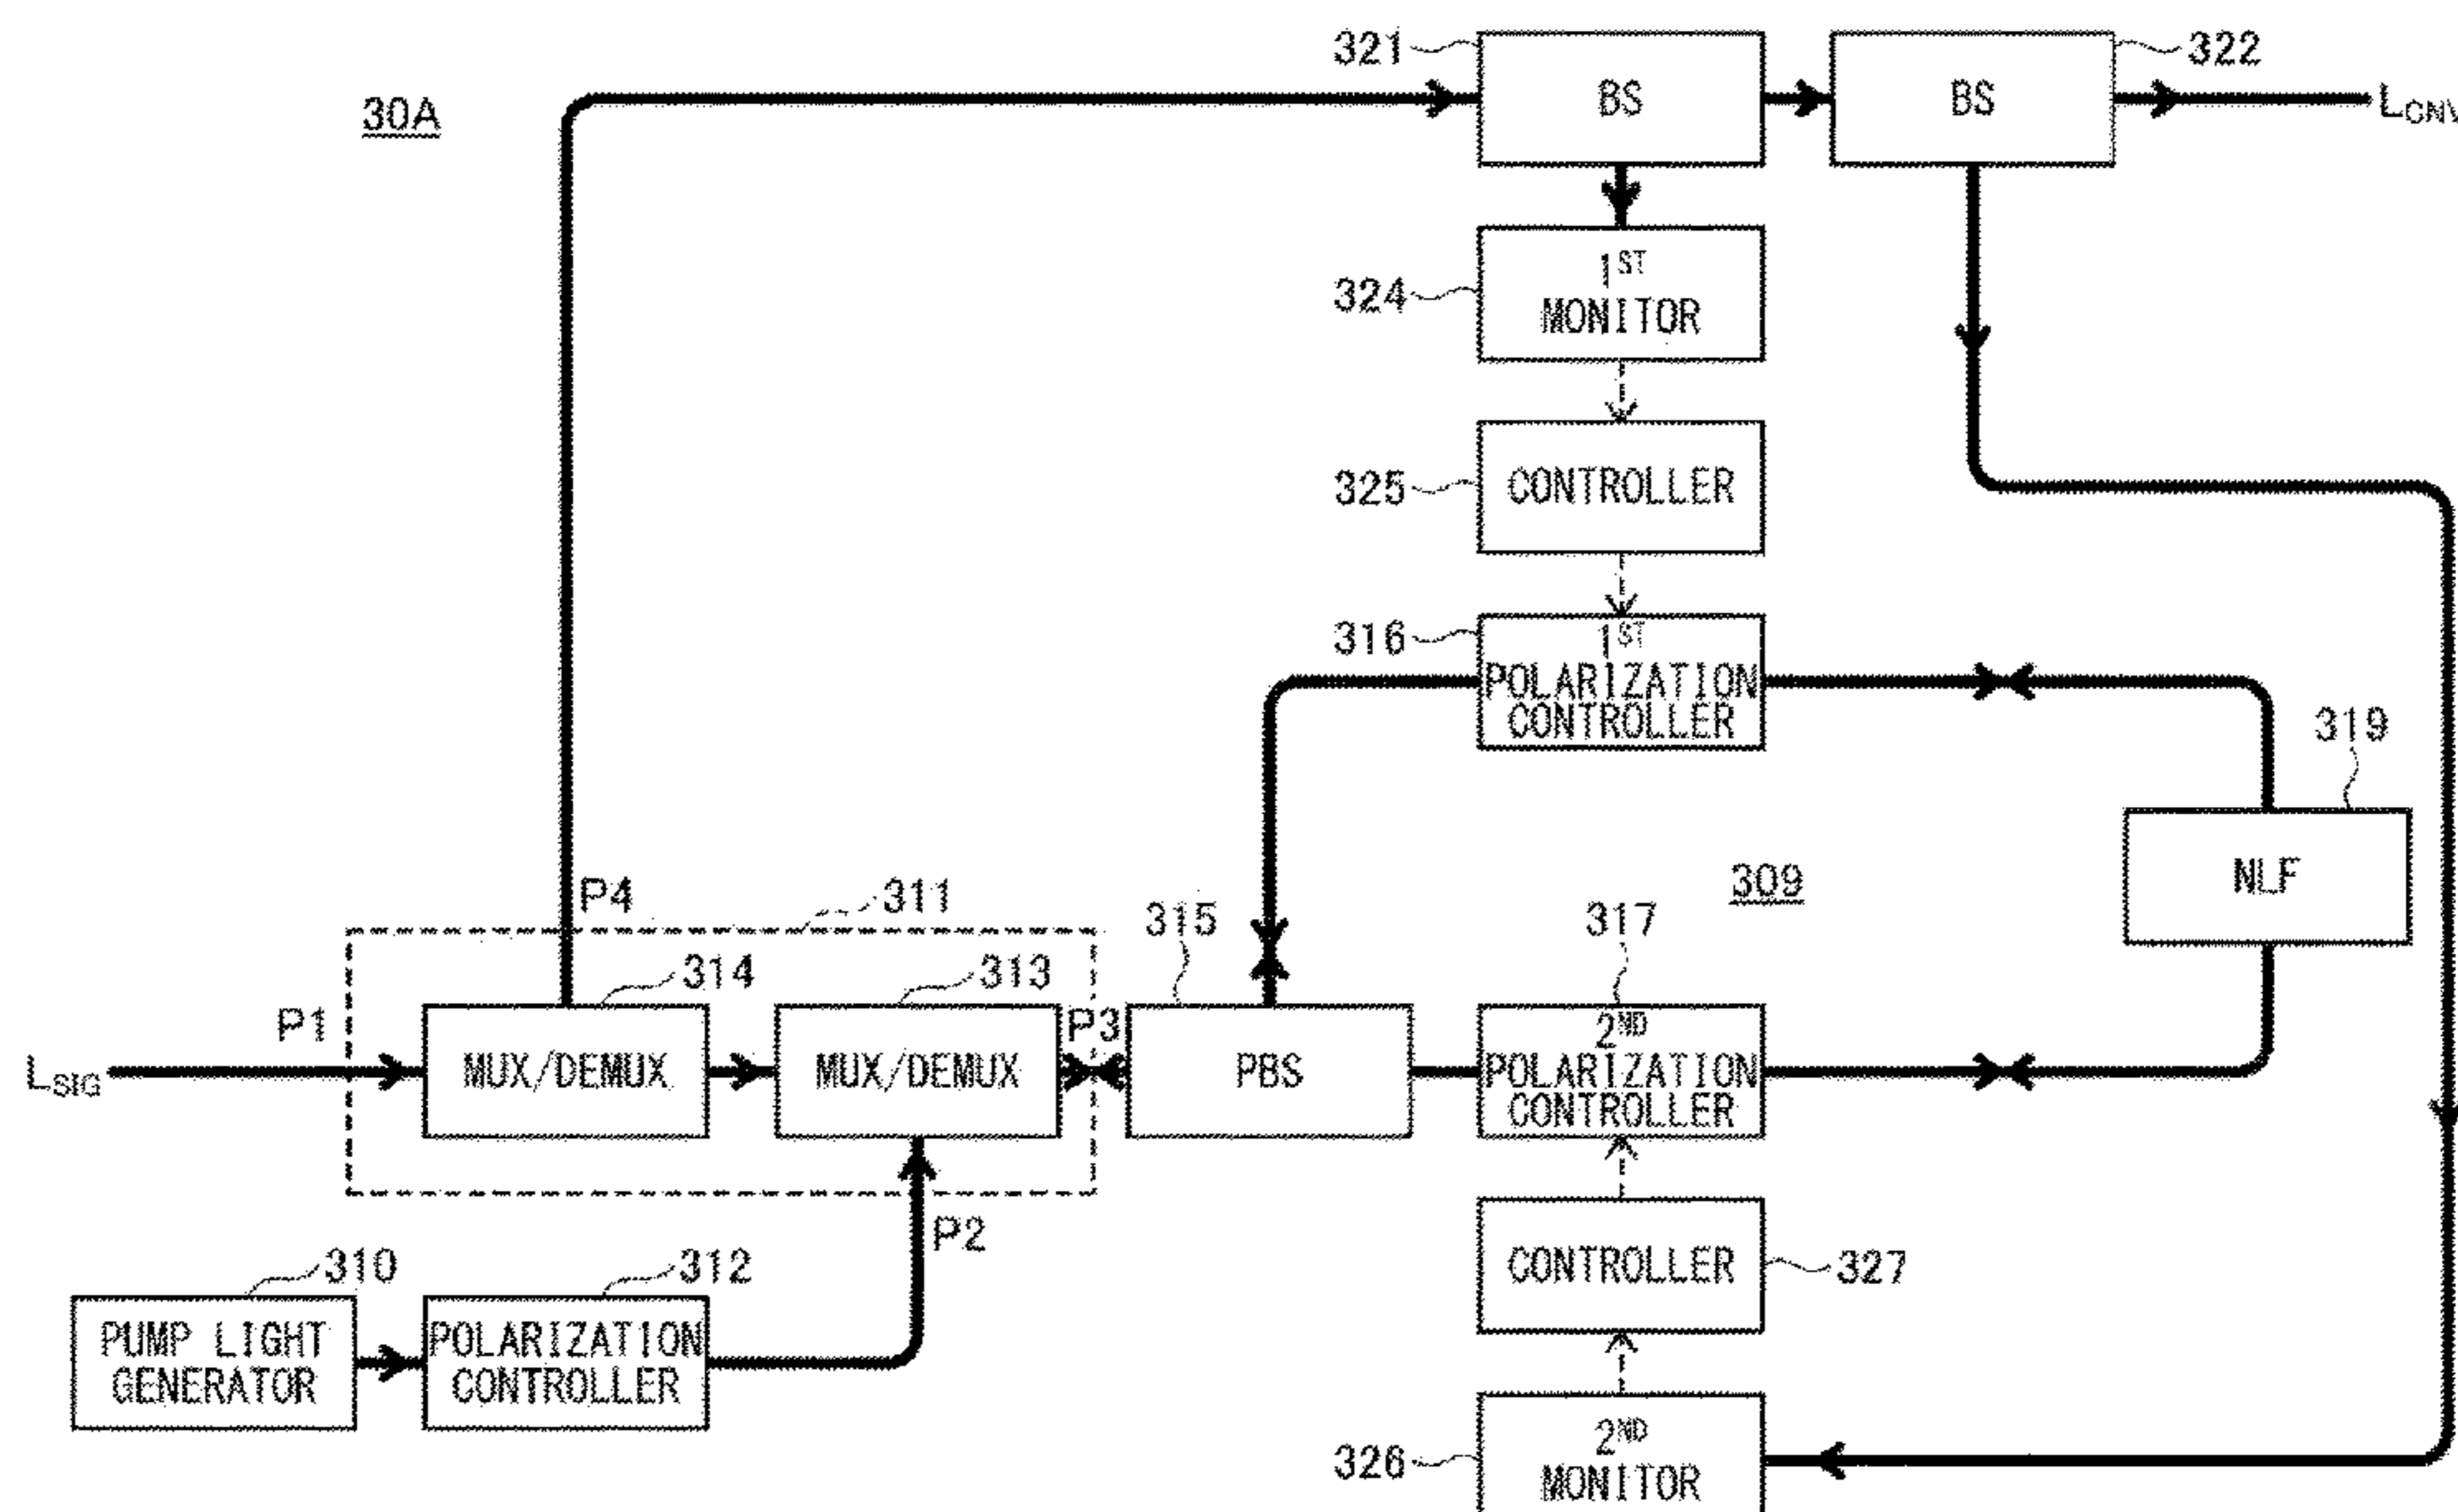 30A
321
BS
322
BS
L_CNV
324
1ST
MONITOR
325
CONTROLLER
316
1ST
POLARIZATION
CONTROLLER
319
NLF
309
P4
311
315
317
314
313
P1
P3
L_SIG
MUX/DEMUX
MUX/DEMUX
PBS
2ND
POLARIZATION
CONTROLLER
P2
310
312
CONTROLLER
327
PUMP LIGHT
GENERATOR
POLARIZATION
CONTROLLER
326
2ND
MONITOR